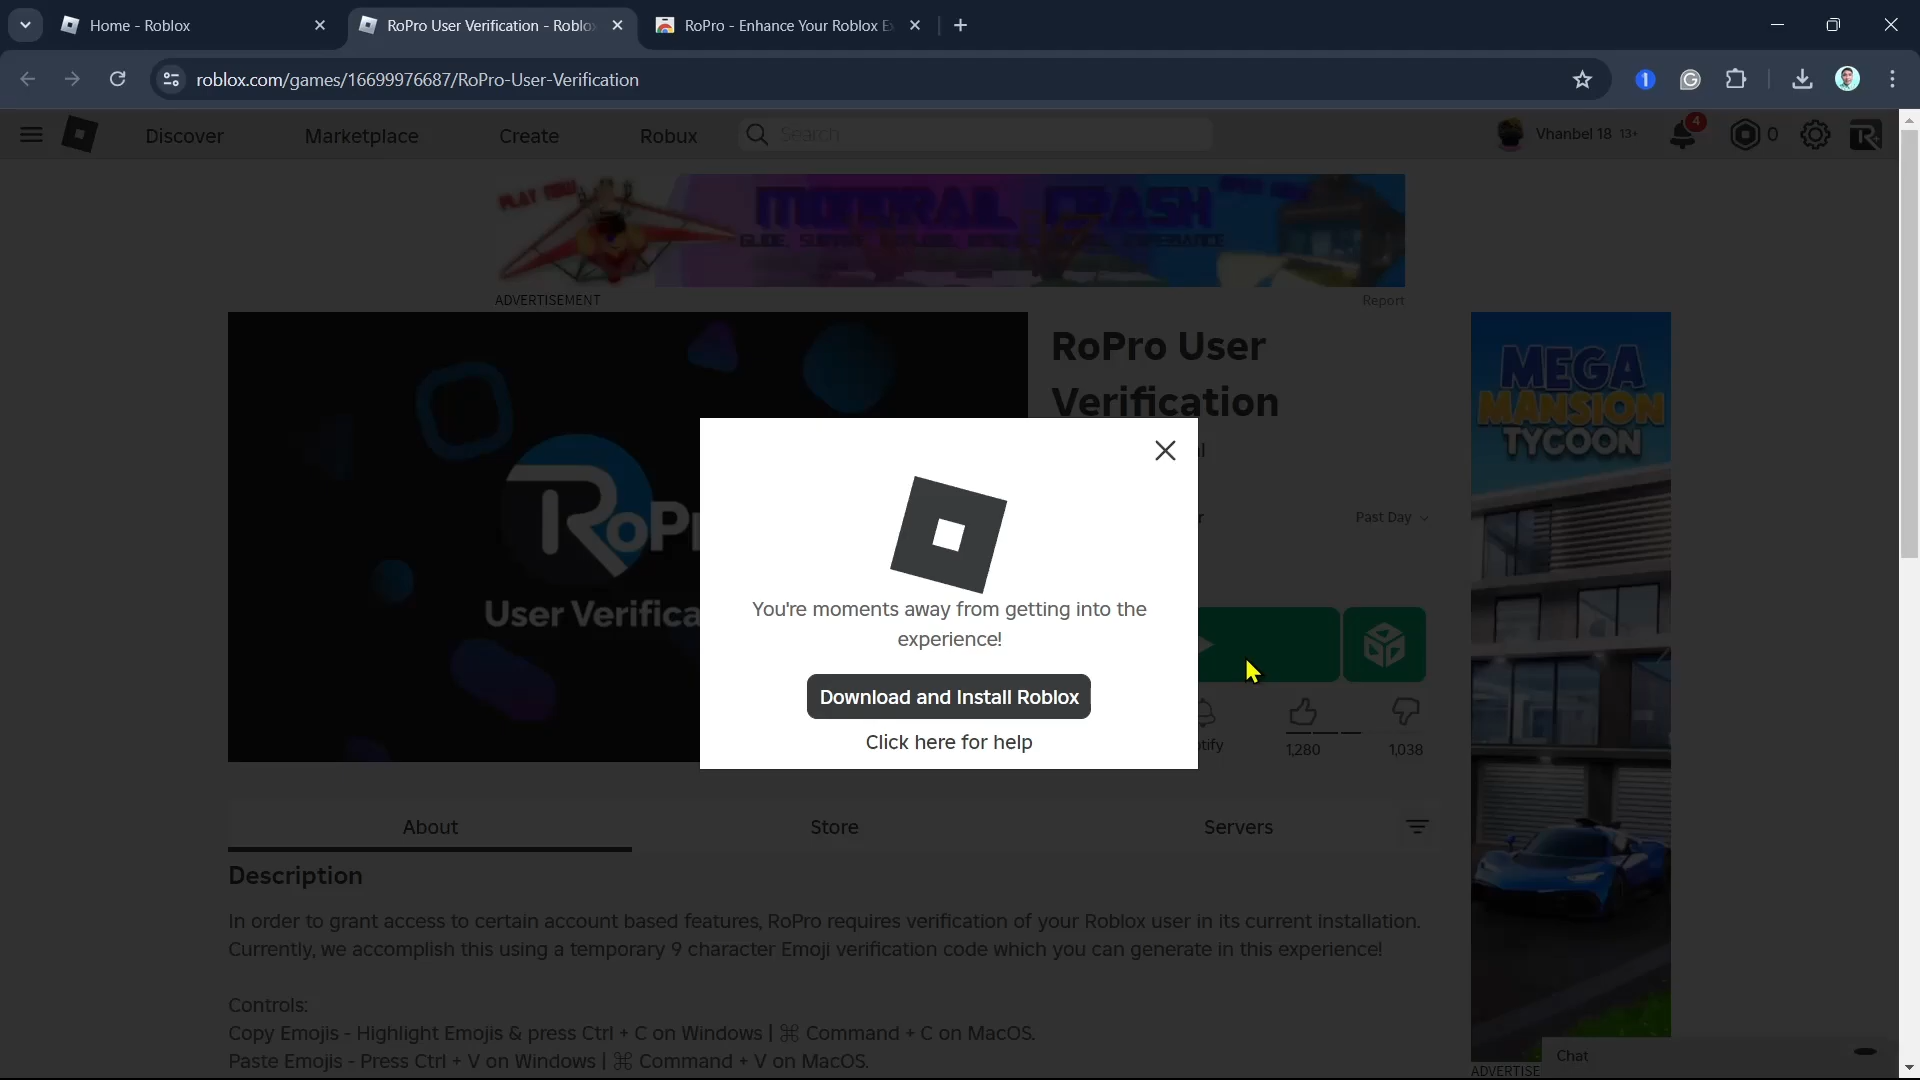 Home - Roblox
RoPro User Verification - Roblox
RoPro - Enhance Your Roblox E
roblox.com/games/16699976687/RoPro-User-Verification
Discover
Marketplace
Create
Robux
Search
Vhanbel 18 13+
4
0
PLAY NOW
MONORAIL CRASH
ADVERTISEMENT
Report
RoPro User
Verification
Past Day
RoPr
User Verifica
MEGA
MANSION
TYCOON
You're moments away from getting into the
experience!
Download and Install Roblox
Click here for help
tify
1,280
1,038
About
Store
Servers
Description
In order to grant access to certain account based features, RoPro requires verification of your Roblox user in its current installation.
Currently, we accomplish this using a temporary 9 character Emoji verification code which you can generate in this experience!
Controls:
Copy Emojis - Highlight Emojis & press Ctrl + C on Windows | ⌘ Command + C on MacOS.
Paste Emojis - Press Ctrl + V on Windows | ⌘ Command + V on MacOS.
Chat
ADVERTISE